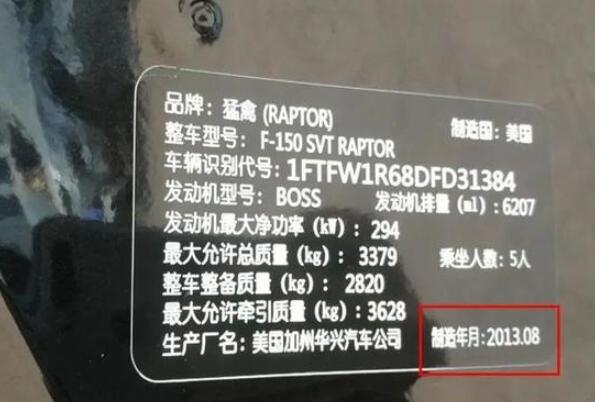 品牌：猛禽 (RAPTOR) 制造国：美国
整车型号：F-150 SVT RAPTOR
车辆识别代号：1FTFW1R68DFD31384
发动机型号：BOSS 发动机排量（ml）：6207
发动机最大净功率（kW）：294
最大允许总质量（kg）：3379 乘坐人数：5人
整车整备质量（kg）：2820
最大允许牵引质量（kg）：3628
生产厂名：美国加州华兴汽车公司 制造年月:2013.08